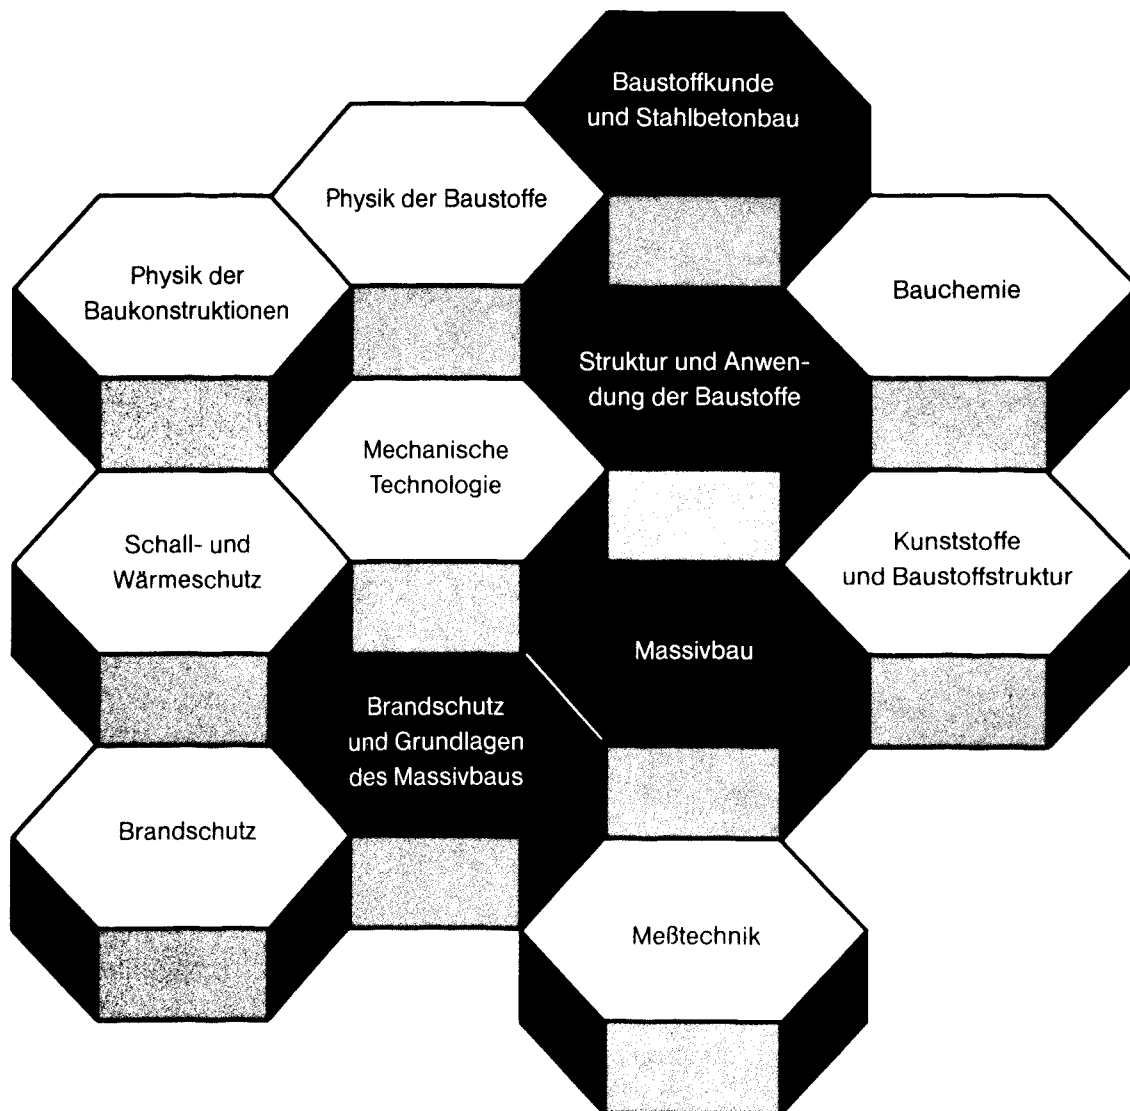 Baustoffkunde
und Stahlbetonbau
Physik der Baustoffe
Physik der
Baukonstruktionen
Bauchemie
Struktur und Anwen-
dung der Baustoffe
Mechanische
Technologie
Schall- und
Wärmeschutz
Kunststoffe
und Baustoffstruktur
Massivbau
Brandschutz
und Grundlagen
des Massivbaus
Brandschutz
Meßtechnik